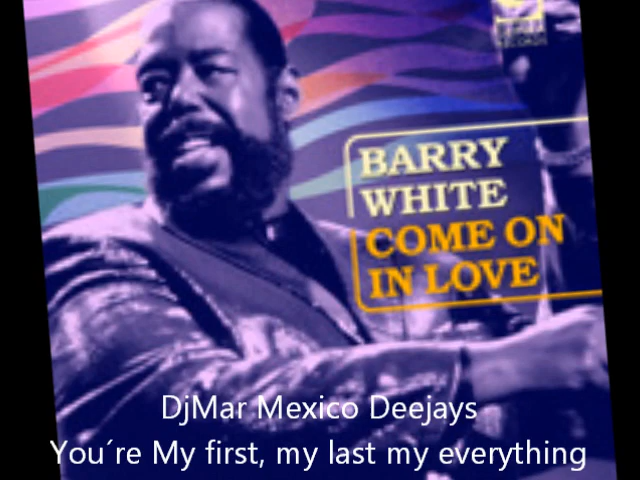 BARRY
WHITE
COME ON
IN LOVE
DjMar Mexico Deejays
You´re My first, my last my everything